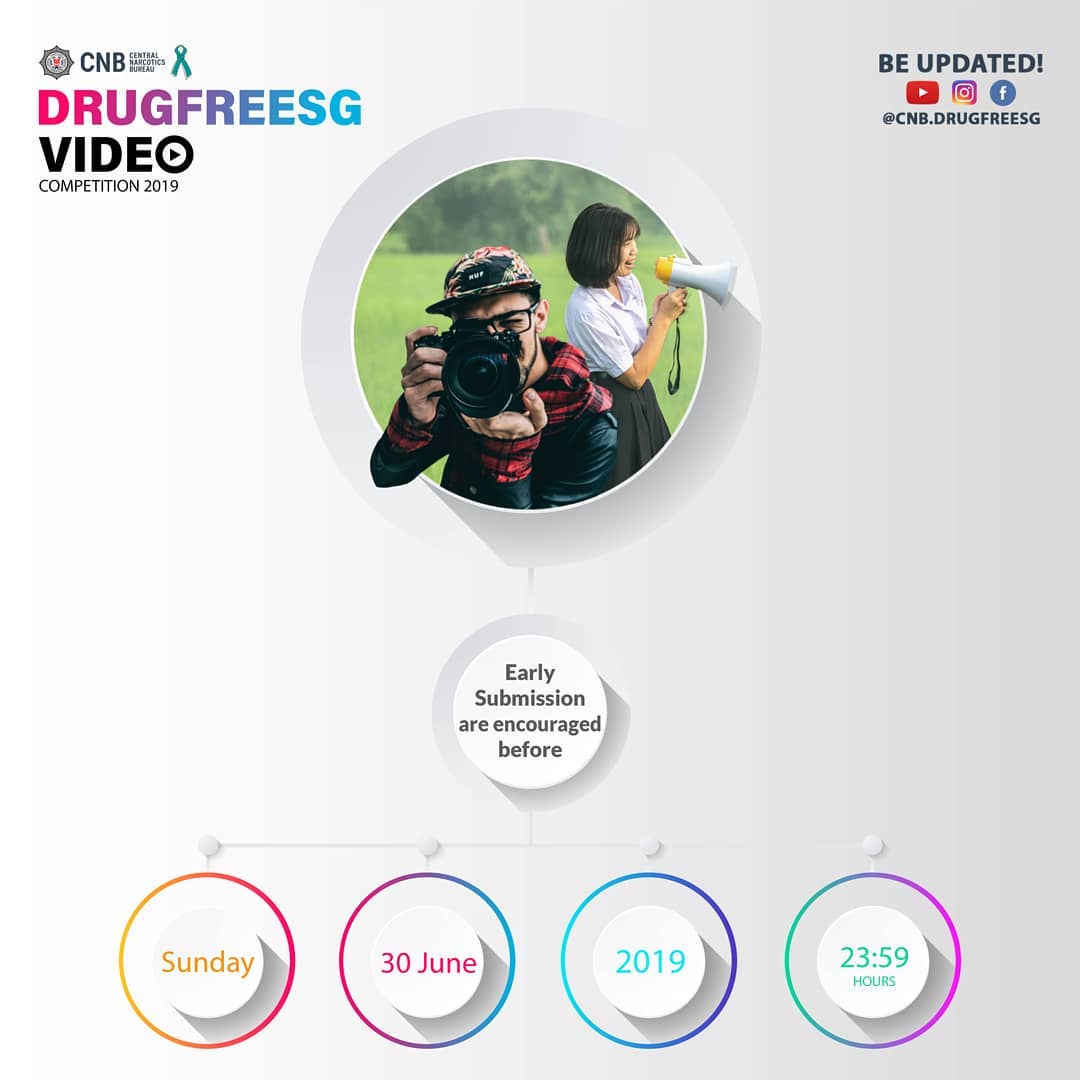 CNB CENTRAL
NARCOTICS
BUREAU
DRUGFREESG
VIDEO
COMPETITION 2019
BE UPDATED!
@CNB.DRUGFREESG
HUF
Early
Submission
are encouraged
before
Sunday
30 June
2019
23:59
HOURS